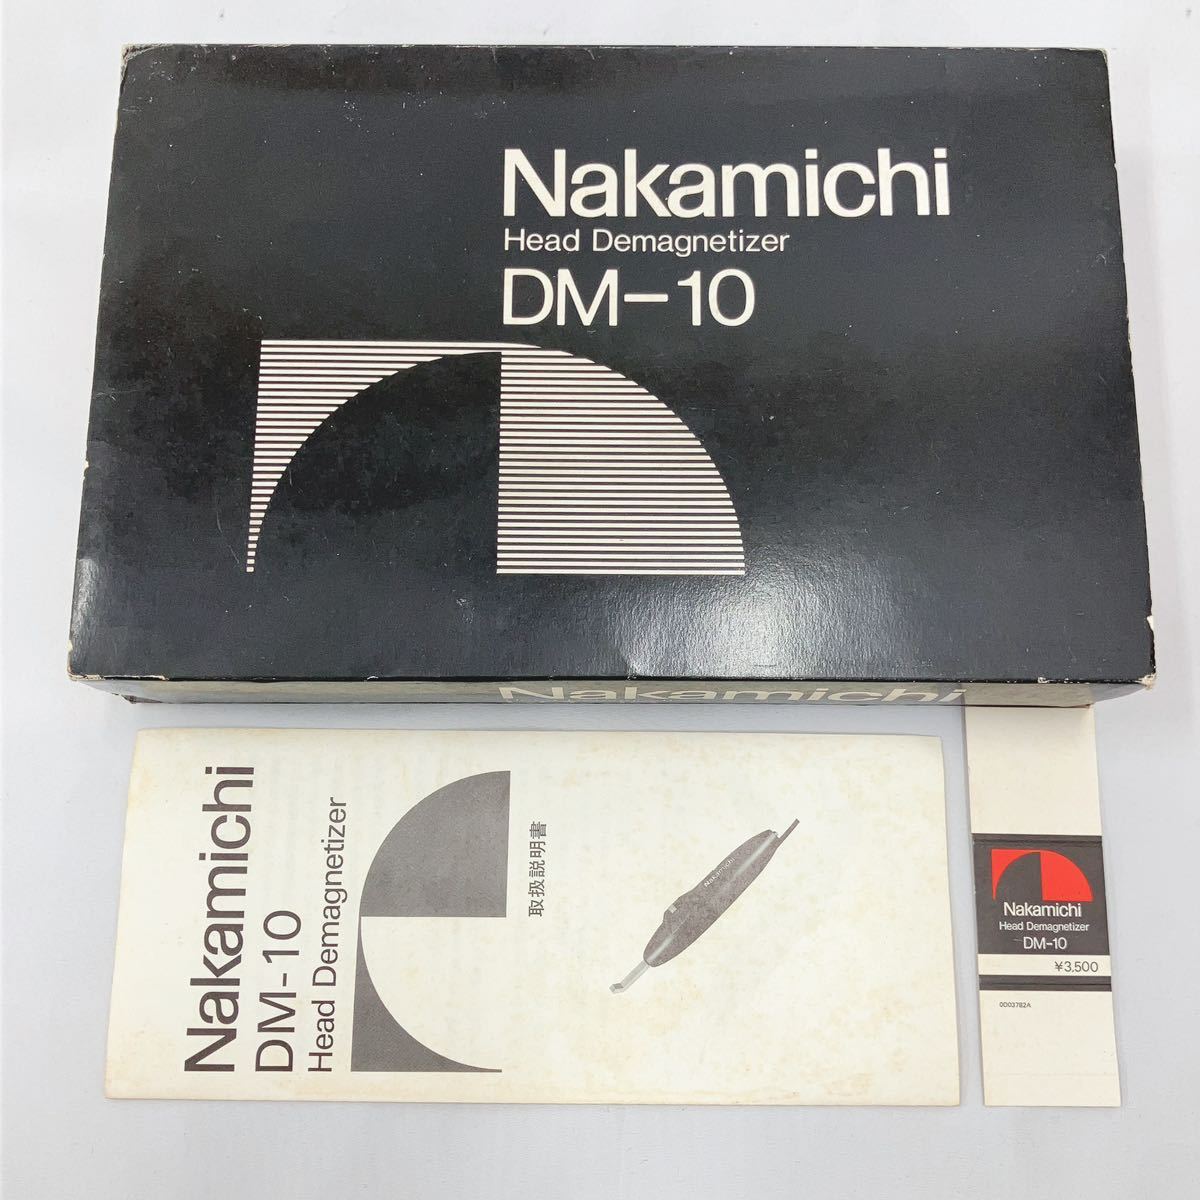 Nakamichi
Head Demagnetizer
DM-10
Nakamichi
Nakamichi
DM-10
Head Demagnetizer
取扱説明書
Nakamichi
Nakamichi
Head Demagnetizer
DM-10
¥3,500
0D03782A